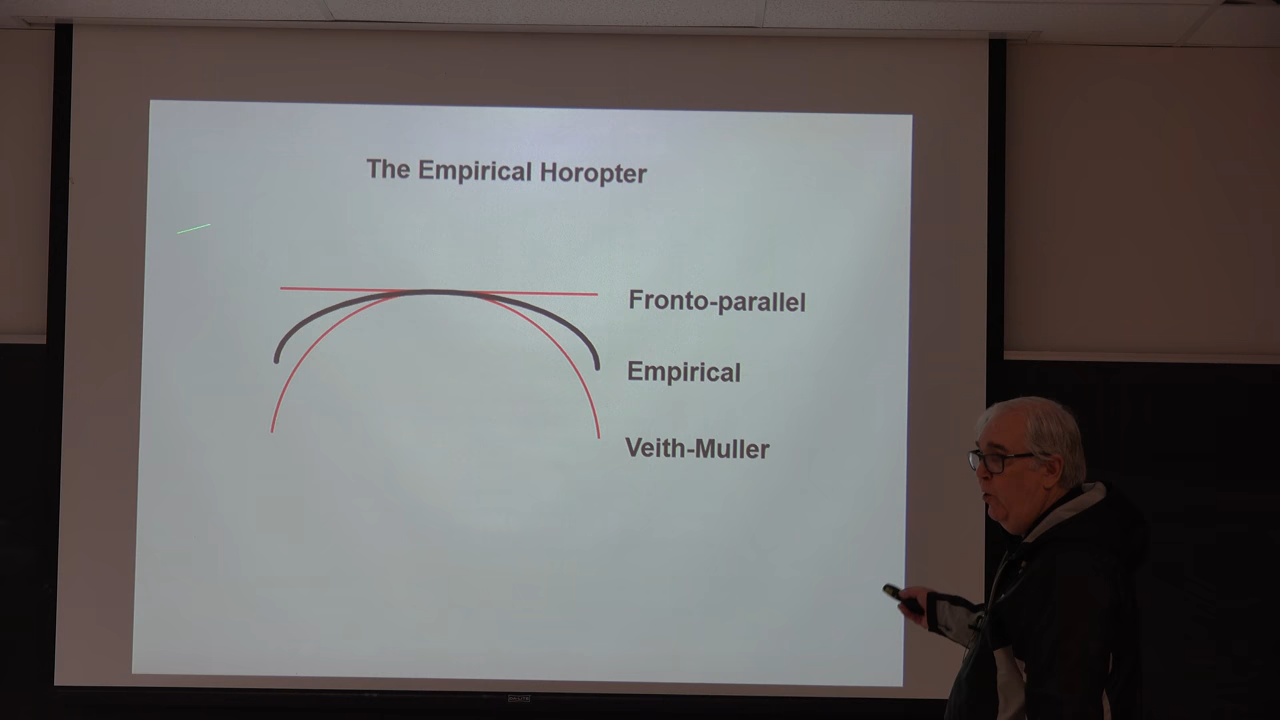 The Empirical Horopter
Fronto-parallel
Empirical
Veith-Muller